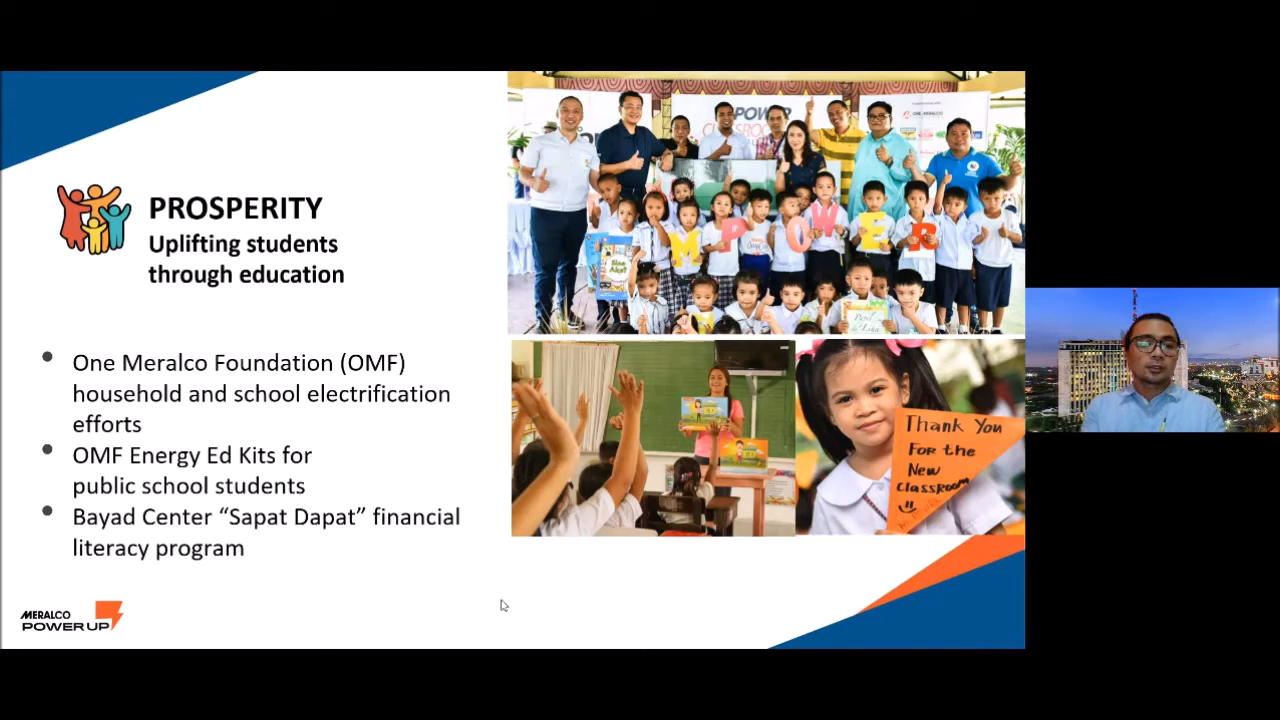 PROSPERITY
Uplifting students
through education
One Meralco Foundation (OMF)
household and school electrification
efforts
OMF Energy Ed Kits for
public school students
Bayad Center “Sapat Dapat” financial
literacy program
MERALCO
POWER UP
POWER
ONE MERALCO
M P O W E R
Thank You
For the
New
Classroom